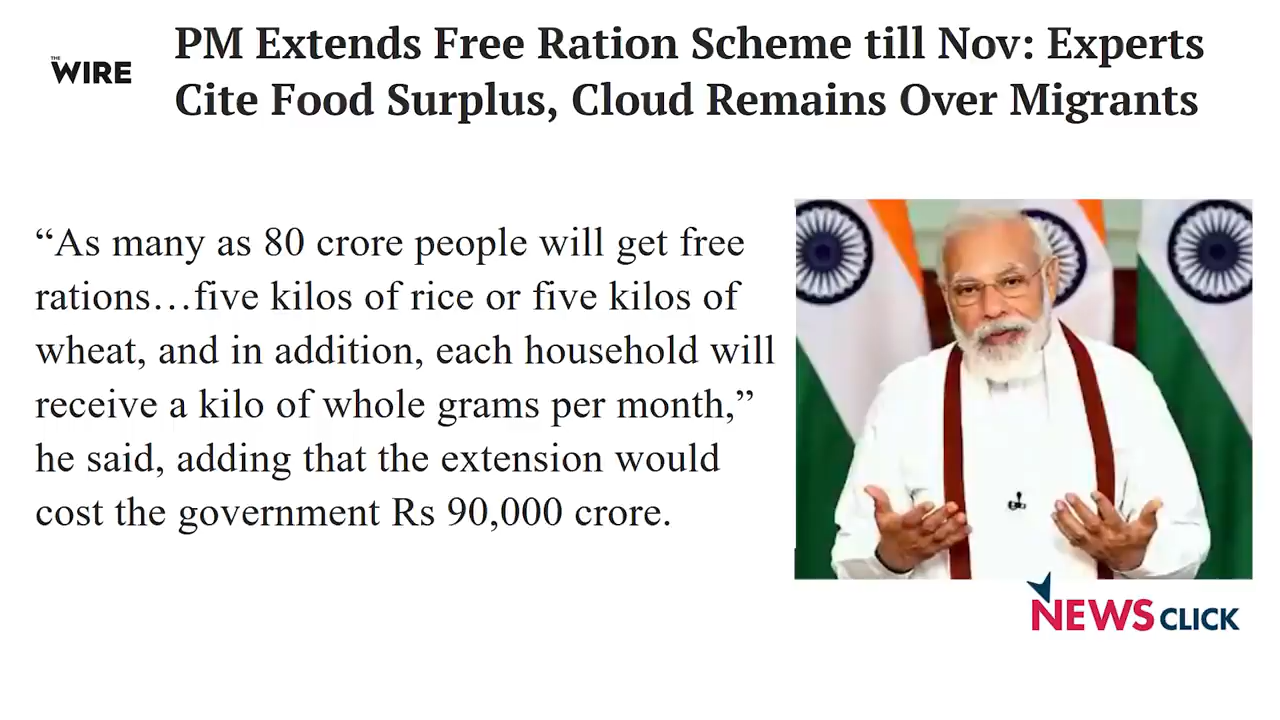 THE
WIRE
PM Extends Free Ration Scheme till Nov: Experts
Cite Food Surplus, Cloud Remains Over Migrants
“As many as 80 crore people will get free
rations…five kilos of rice or five kilos of
wheat, and in addition, each household will
receive a kilo of whole grams per month,”
he said, adding that the extension would
cost the government Rs 90,000 crore.
NEWS CLICK